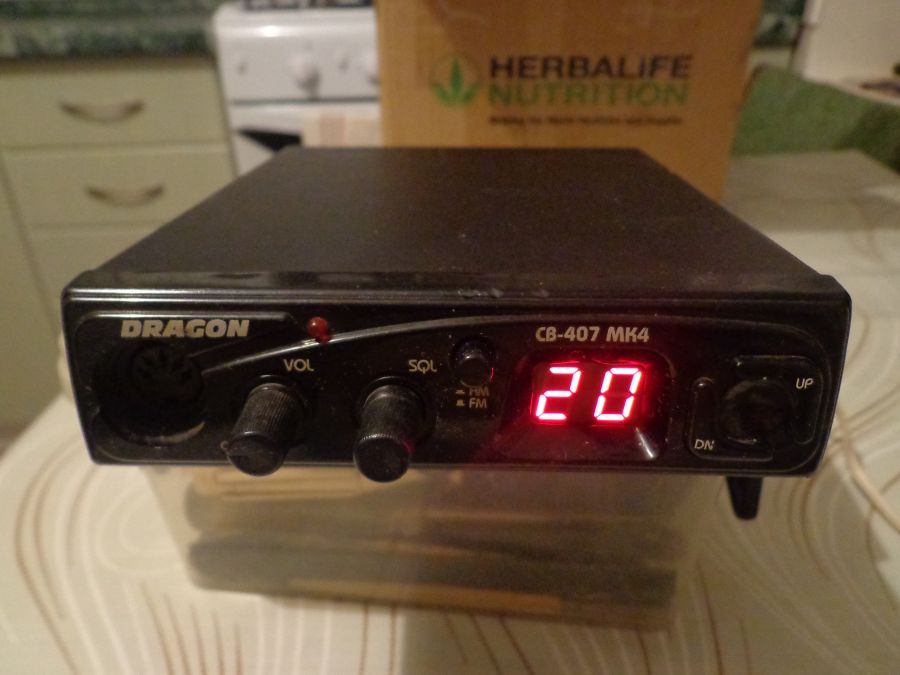 HERBALIFE
NUTRITION
DRAGON
CB-407 MK4
VOL
SQL
AM
FM
20
UP
DN